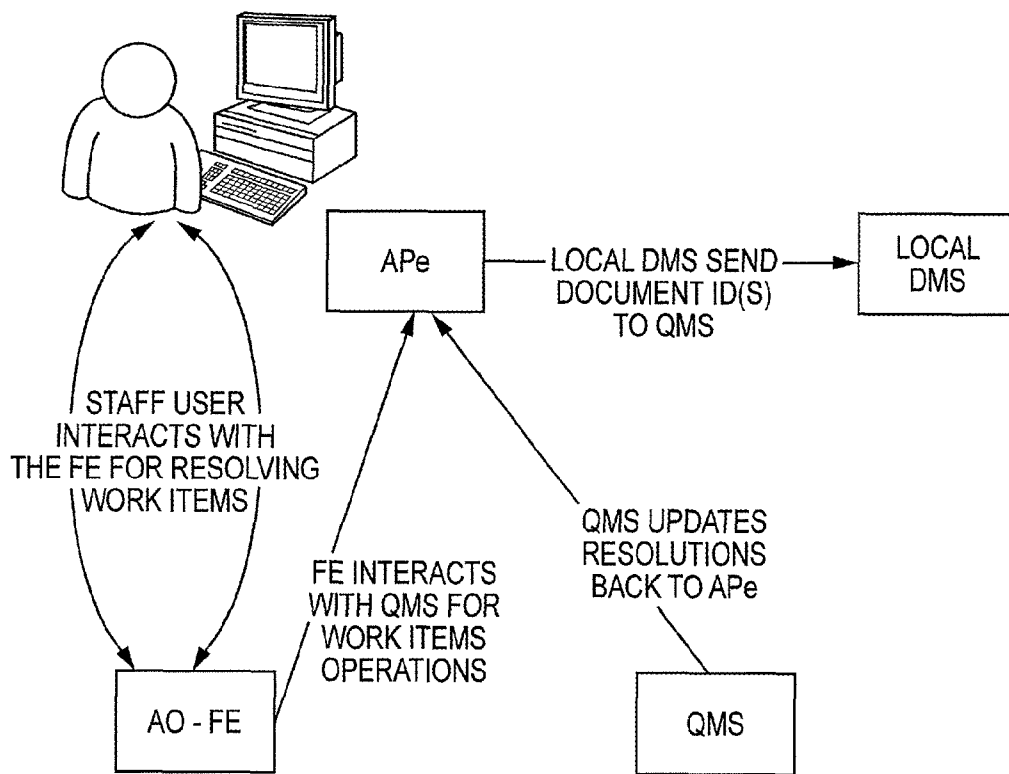 APe
LOCAL DMS SEND
DOCUMENT ID(S)
TO QMS
LOCAL
DMS
STAFF USER
INTERACTS WITH
THE FE FOR RESOLVING
WORK ITEMS
FE INTERACTS
WITH QMS FOR
WORK ITEMS
OPERATIONS
QMS UPDATES
RESOLUTIONS
BACK TO APe
AO - FE
QMS